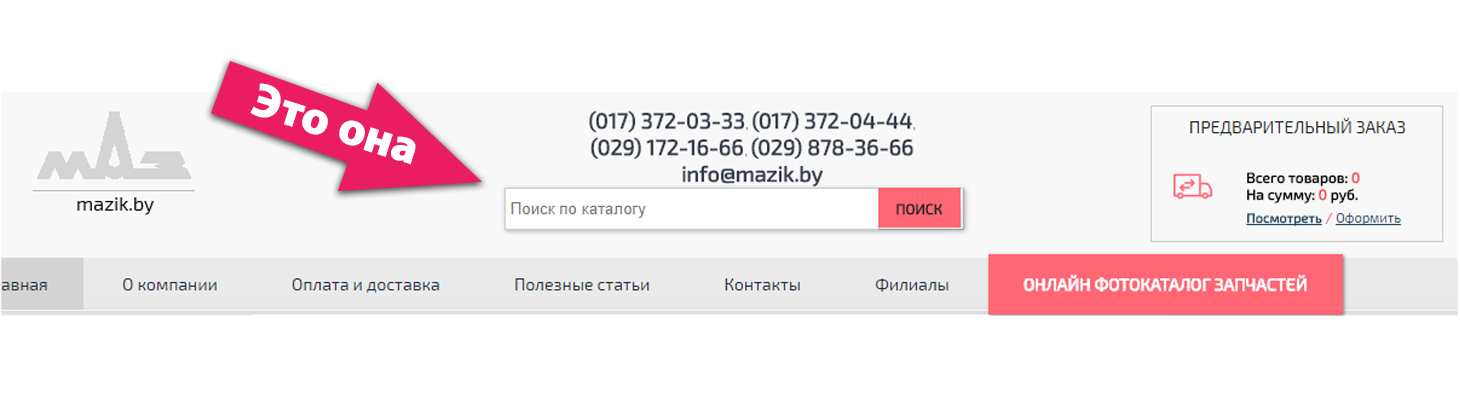 Это она
МАЗ
mazik.by
(017) 372-03-33, (017) 372-04-44,
(029) 172-16-66, (029) 878-36-66
info@mazik.by
Поиск по каталогу
ПОИСК
ПРЕДВАРИТЕЛЬНЫЙ ЗАКАЗ
Всего товаров: 0
На сумму: 0 руб.
Посмотреть / Оформить
авная
О компании
Оплата и доставка
Полезные статьи
Контакты
Филиалы
ОНЛАЙН ФОТОКАТАЛОГ ЗАПЧАСТЕЙ